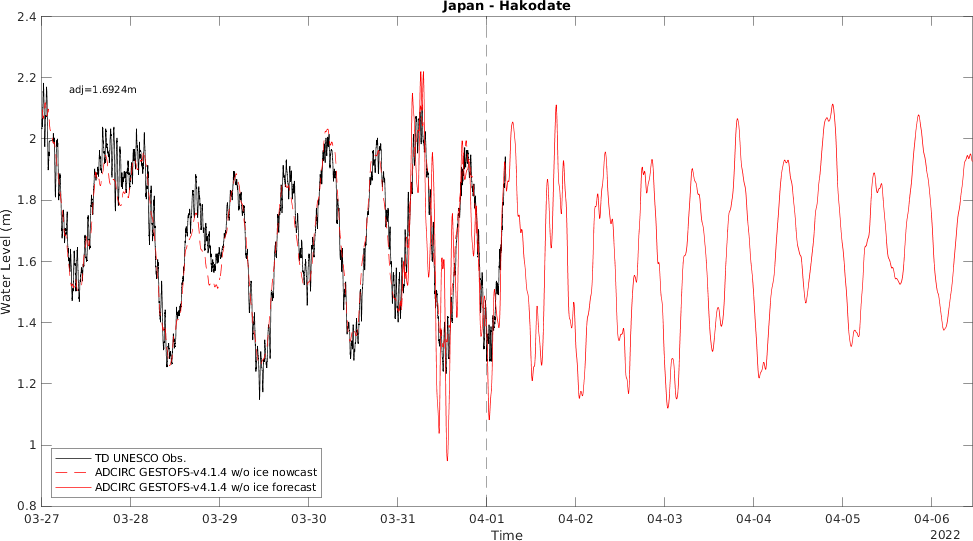 Japan - Hakodate
2.4
2.2
2
1.8
1.6
1.4
1.2
1
0.8
Water Level (m)
adj=1.6924m
TD UNESCO Obs.
ADCIRC GESTOFS-v4.1.4 w/o ice nowcast
ADCIRC GESTOFS-v4.1.4 w/o ice forecast
03-27 03-28 03-29 03-30 03-31 04-01 04-02 04-03 04-04 04-05 04-06
Time
2022